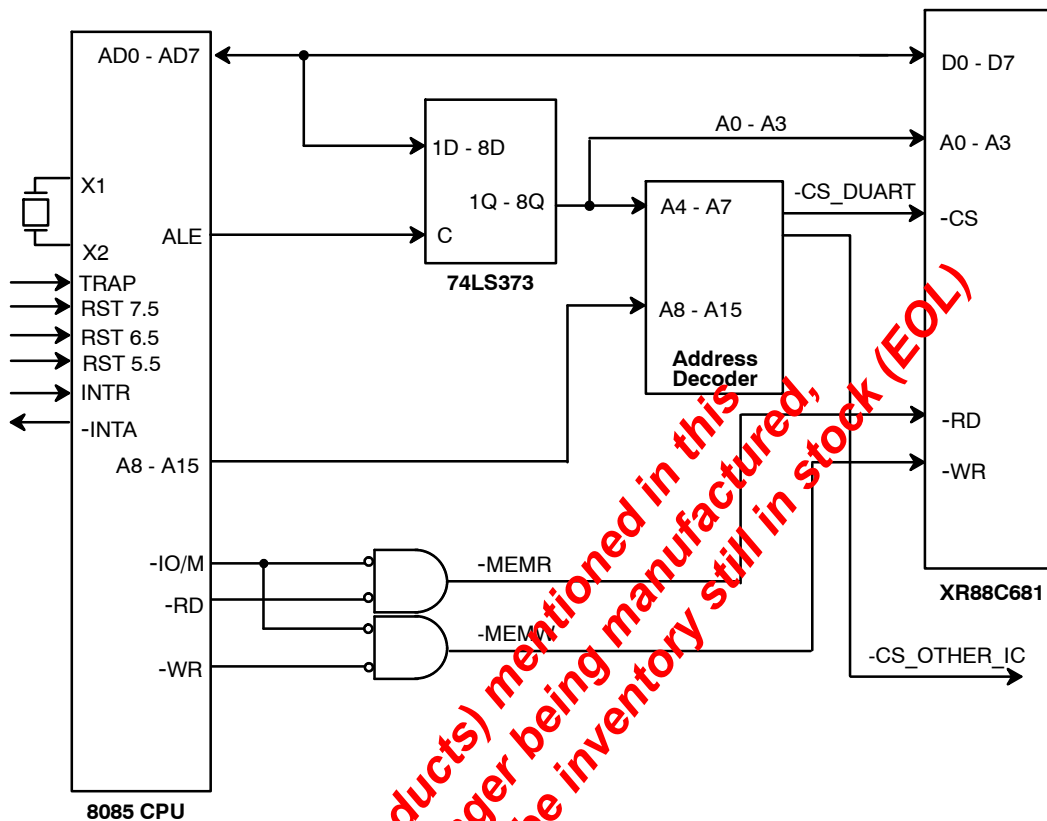 AD0 - AD7
D0 - D7
A0 - A3
1D - 8D
A0 - A3
X1
1Q - 8Q
A4 - A7
-CS_DUART
-CS
ALE
C
X2
74LS373
TRAP
RST 7.5
RST 6.5
RST 5.5
INTR
-INTA
A8 - A15
Address
Decoder
-RD
A8 - A15
-WR
-IO/M
-MEMR
-RD
XR88C681
-MEMW
-WR
-CS_OTHER_IC
8085 CPU
ducts) mentioned in this
ger being manufactured,
be inventory still in stock (EOL)